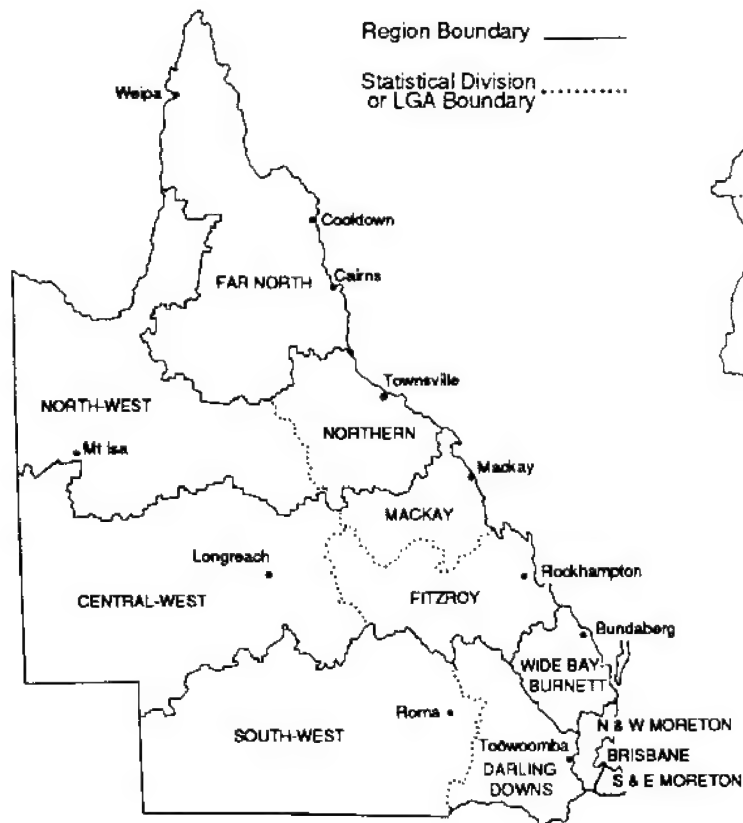 Region Boundary
Statistical Division
or LGA Boundary
Weipa
Cooktown
FAR NORTH
Cairns
Townsville
NORTH-WEST
NORTHERN
Mt Isa
Mackay
MACKAY
Longreach
Rockhampton
CENTRAL-WEST
FITZROY
Bundaberg
WIDE BAY-
BURNETT
Roma
N & W MORETON
SOUTH-WEST
Toowoomba
BRISBANE
DARLING
DOWNS
S & E MORETON